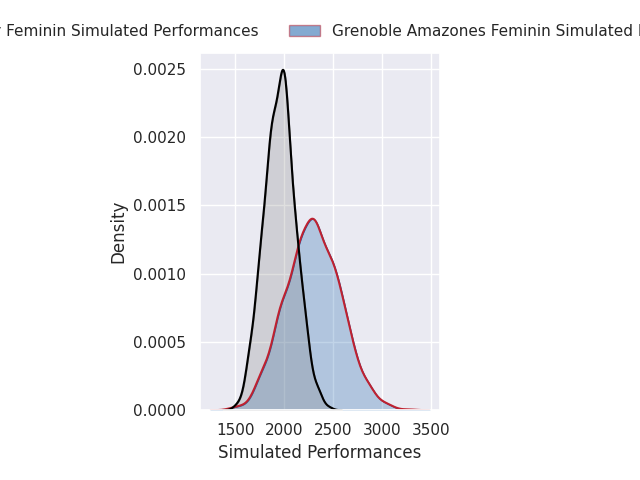 Feminin Simulated Performances
Grenoble Amazones Feminin Simulated
0.0025
0.0020
0.0015
0.0010
0.0005
0.0000
Density
1500 2000 2500 3000 3500
Simulated Performances